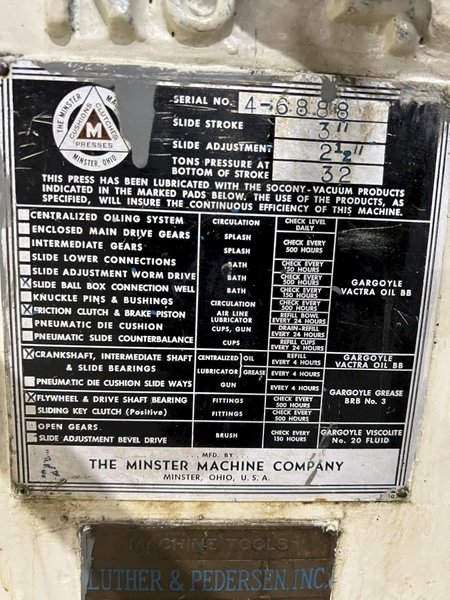 NO 4
THE MINSTER MA
CUSHIONS CLUTCHES
M
PRESSES
MINSTER, OHIO
SERIAL NO. 4-6888
SLIDE STROKE 3"
SLIDE ADJUSTMENT 2½"
TONS PRESSURE AT
BOTTOM OF STROKE 32
THIS PRESS HAS BEEN LUBRICATED WITH THE SOCONY-VACUUM PRODUCTS
INDICATED IN THE MARKED PADS BELOW. THE USE OF THE PRODUCTS, AS
SPECIFIED, WILL INSURE THE CONTINUOUS EFFICIENCY OF THIS MACHINE.
CENTRALIZED OILING SYSTEM CIRCULATION CHECK LEVEL DAILY
ENCLOSED MAIN DRIVE GEARS SPLASH
INTERMEDIATE GEARS SPLASH CHECK EVERY 500 HOURS
SLIDE LOWER CONNECTIONS BATH
SLIDE ADJUSTMENT WORM DRIVE BATH CHECK EVERY 150 HOURS
X SLIDE BALL BOX CONNECTION WELL BATH CHECK EVERY 500 HOURS
KNUCKLE PINS & BUSHINGS CIRCULATION CHECK EVERY 150 HOURS
X FRICTION CLUTCH & BRAKE PISTON AIR LINE LUBRICATOR REFILL BOWL EVERY 24 HOURS
PNEUMATIC DIE CUSHION CUPS, GUN DRAIN-REFILL EVERY 24 HOURS
PNEUMATIC SLIDE COUNTERBALANCE CUPS REFILL CUPS EVERY 24 HOURS
GARGOYLE
VACTRA OIL BB
X CRANKSHAFT, INTERMEDIATE SHAFT CENTRALIZED OIL REFILL EVERY 4 HOURS GARGOYLE VACTRA OIL BB
& SLIDE BEARINGS LUBRICATOR GREASE EVERY 4 HOURS
PNEUMATIC DIE CUSHION SLIDE WAYS GUN EVERY 4 HOURS
X FLYWHEEL & DRIVE SHAFT BEARING FITTINGS CHECK EVERY 500 HOURS
SLIDING KEY CLUTCH (Positive) FITTINGS CHECK EVERY 500 HOURS
GARGOYLE GREASE
BRB No. 3
OPEN GEARS
SLIDE ADJUSTMENT BEVEL DRIVE BRUSH CHECK EVERY 150 HOURS GARGOYLE VISCOLITE No. 20 FLUID
MFD. BY
THE MINSTER MACHINE COMPANY
MINSTER, OHIO, U. S. A.
MACHINE TOOLS
LUTHER & PEDERSEN, INC.